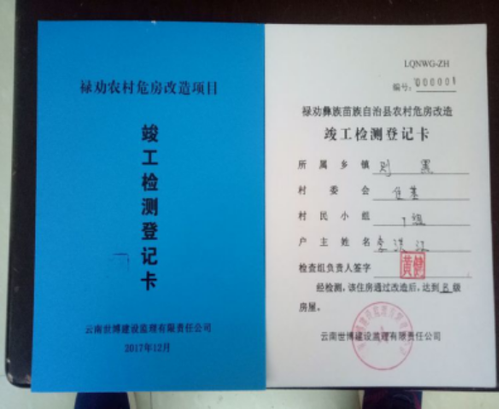 禄劝农村危房改造项目
竣工检测登记卡
云南世博建设监理有限责任公司
2017年12月
LQNWG-ZH
编号:000001
禄劝彝族苗族自治县农村危房改造
竣工检测登记卡
所属乡镇
村委会
村民小组
户主姓名 李
检查组负责人签字
经检测,该住房通过改造后,达到B级
房屋。
云南世博建设监理有限责任公司